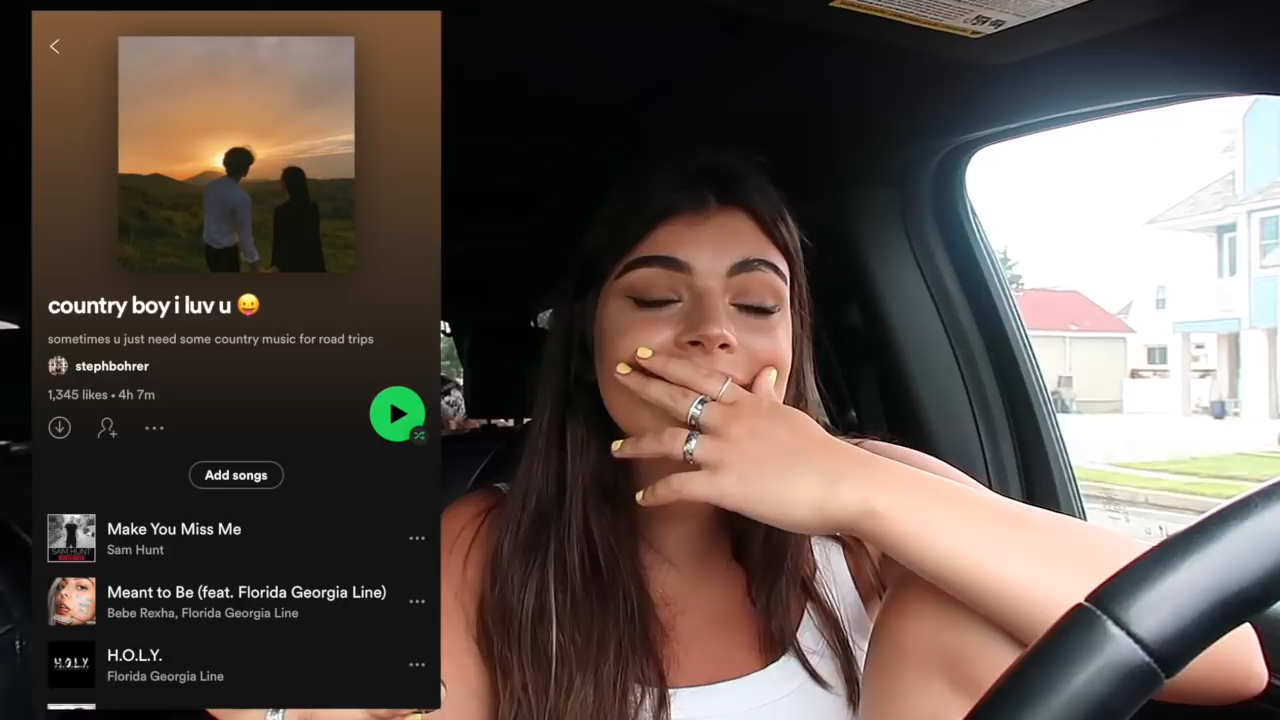 country boy i luv u 😛
sometimes u just need some country music for road trips
stephbohrer
1,345 likes • 4h 7m
Add songs
Make You Miss Me
Sam Hunt
SAM HUNT
Meant to Be (feat. Florida Georgia Line)
Bebe Rexha, Florida Georgia Line
H.O.L.Y.
H.O.L.Y.
Florida Georgia Line